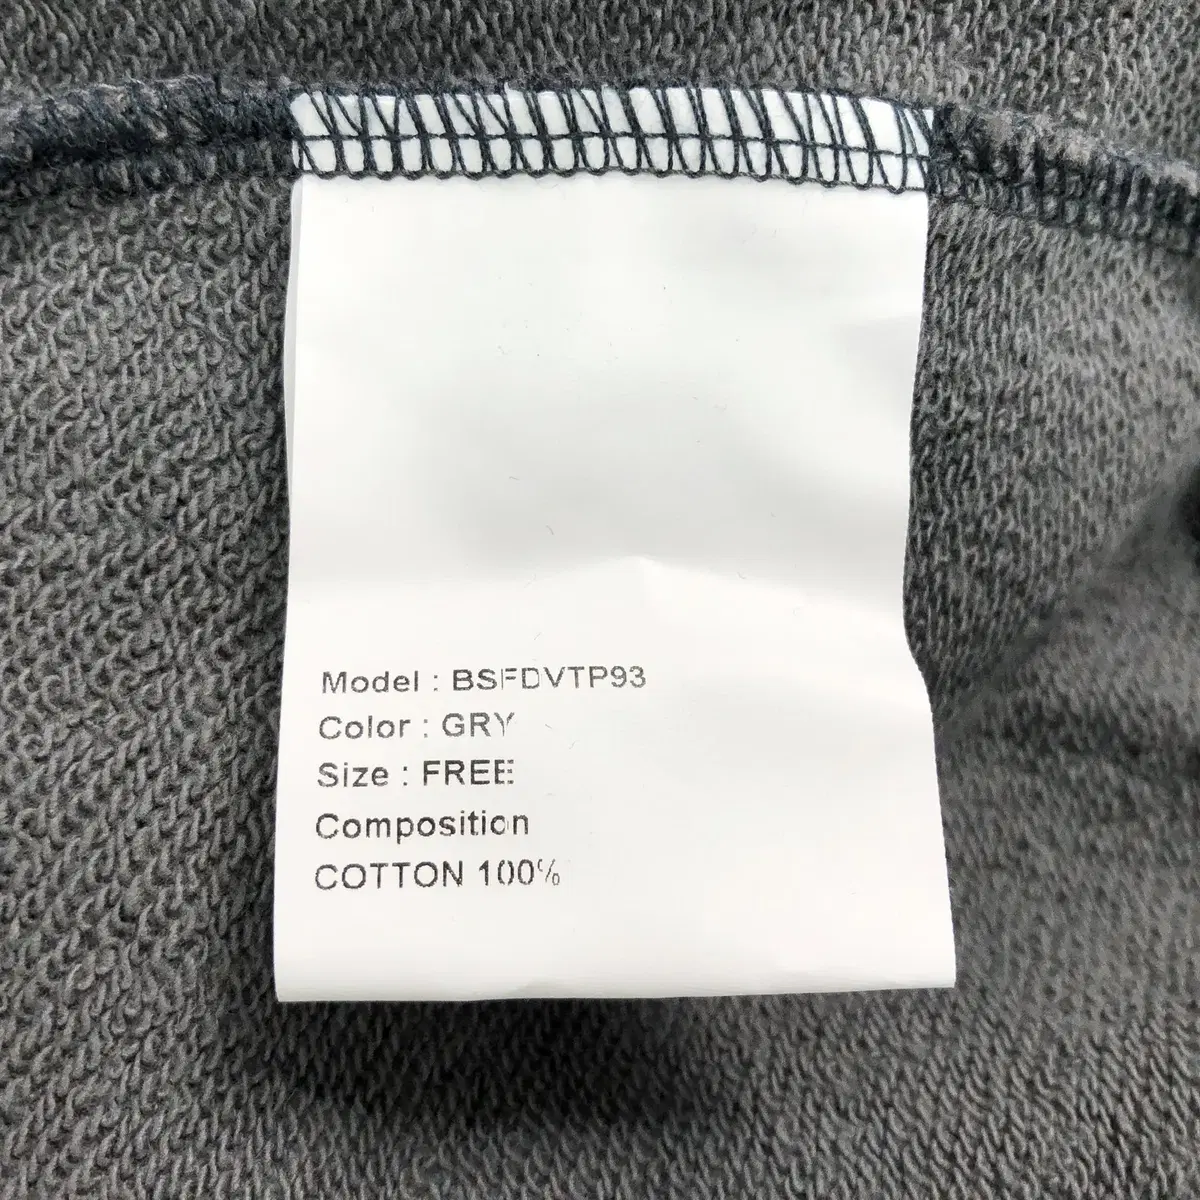 Model : BSFDVTP93
Color : GRY
Size : FREE
Composition
COTTON 100%